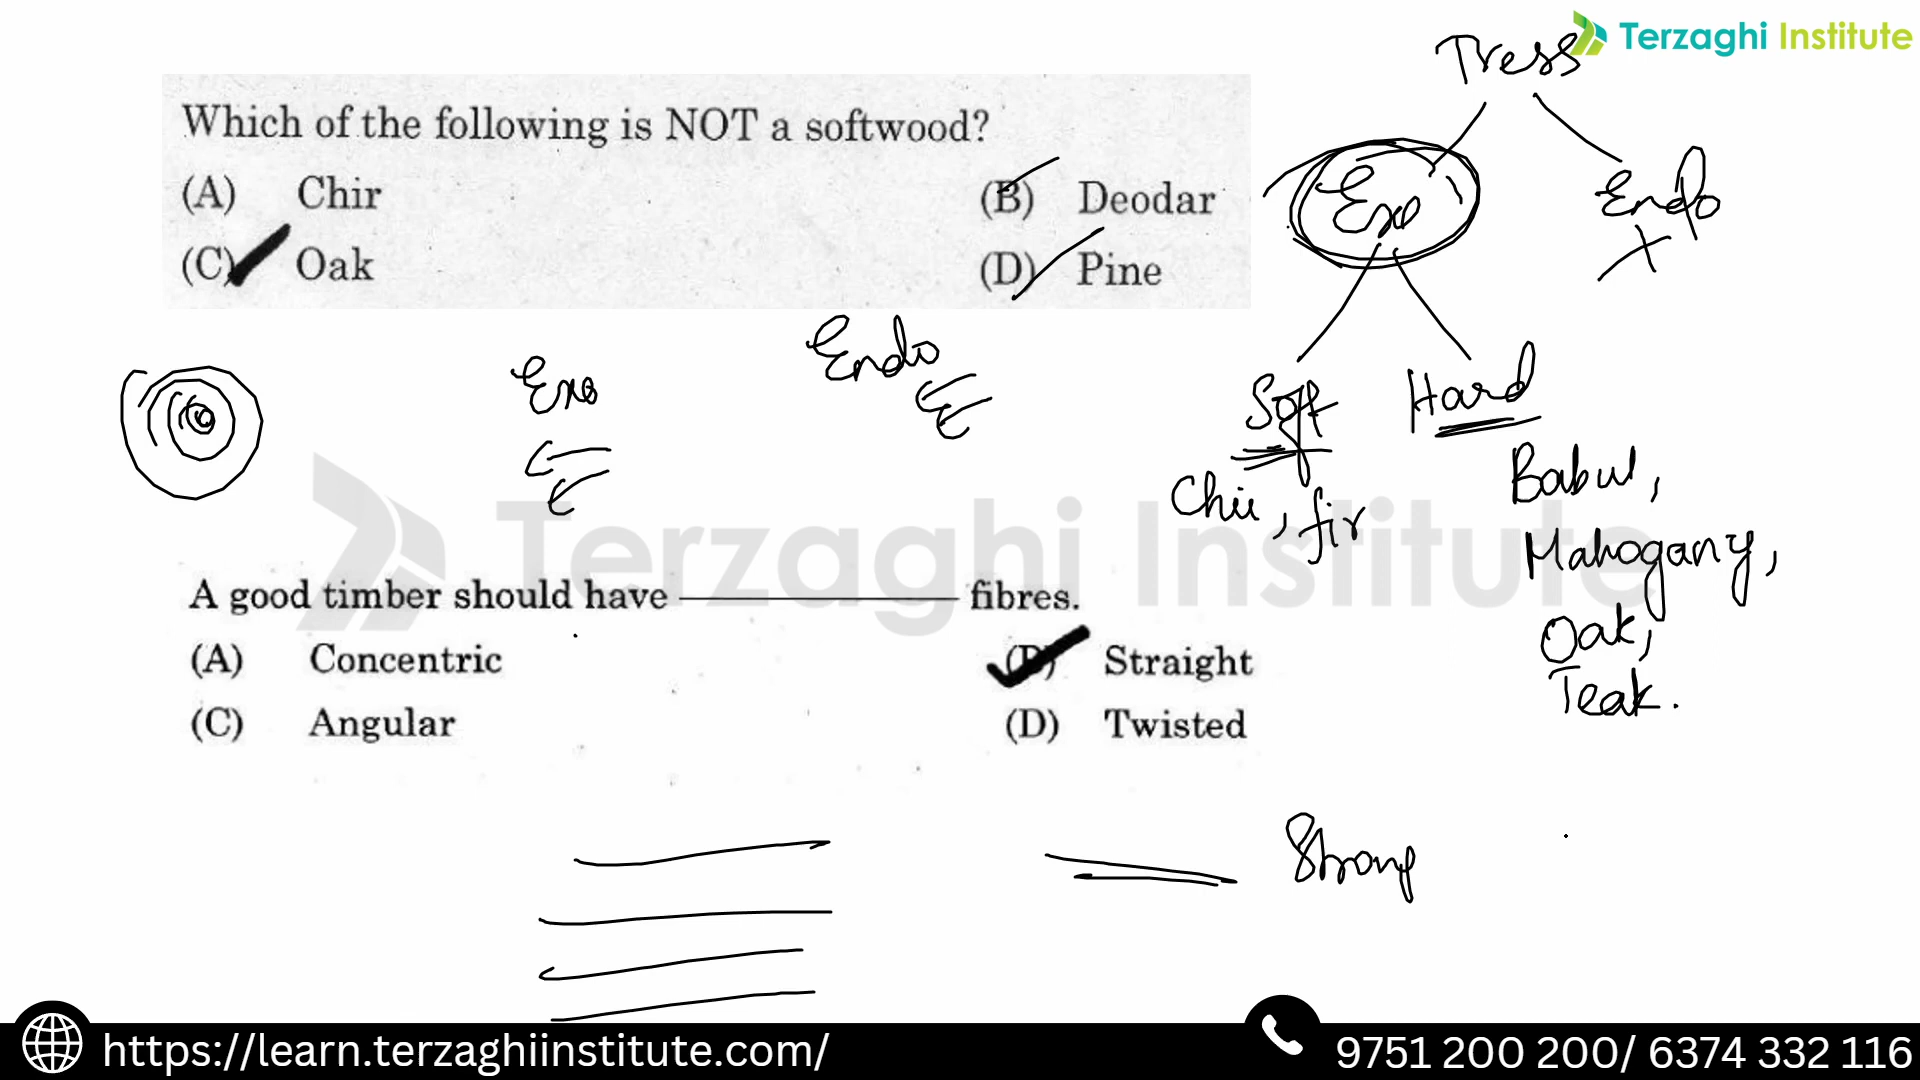 Terzaghi Institute
Tress
Which of the following is NOT a softwood?
(A) Chir (B) Deodar
(C) Oak (D) Pine
Exo Endo
Exo Endo
Soft Hard
Chir, fir
Babul,
Mahogany,
Oak,
Teak.
Terzaghi Institute
A good timber should have fibres.
(A) Concentric (B) Straight
(C) Angular (D) Twisted
Strong
https://learn.terzaghiinstitute.com/ 9751 200 200/ 6374 332 116